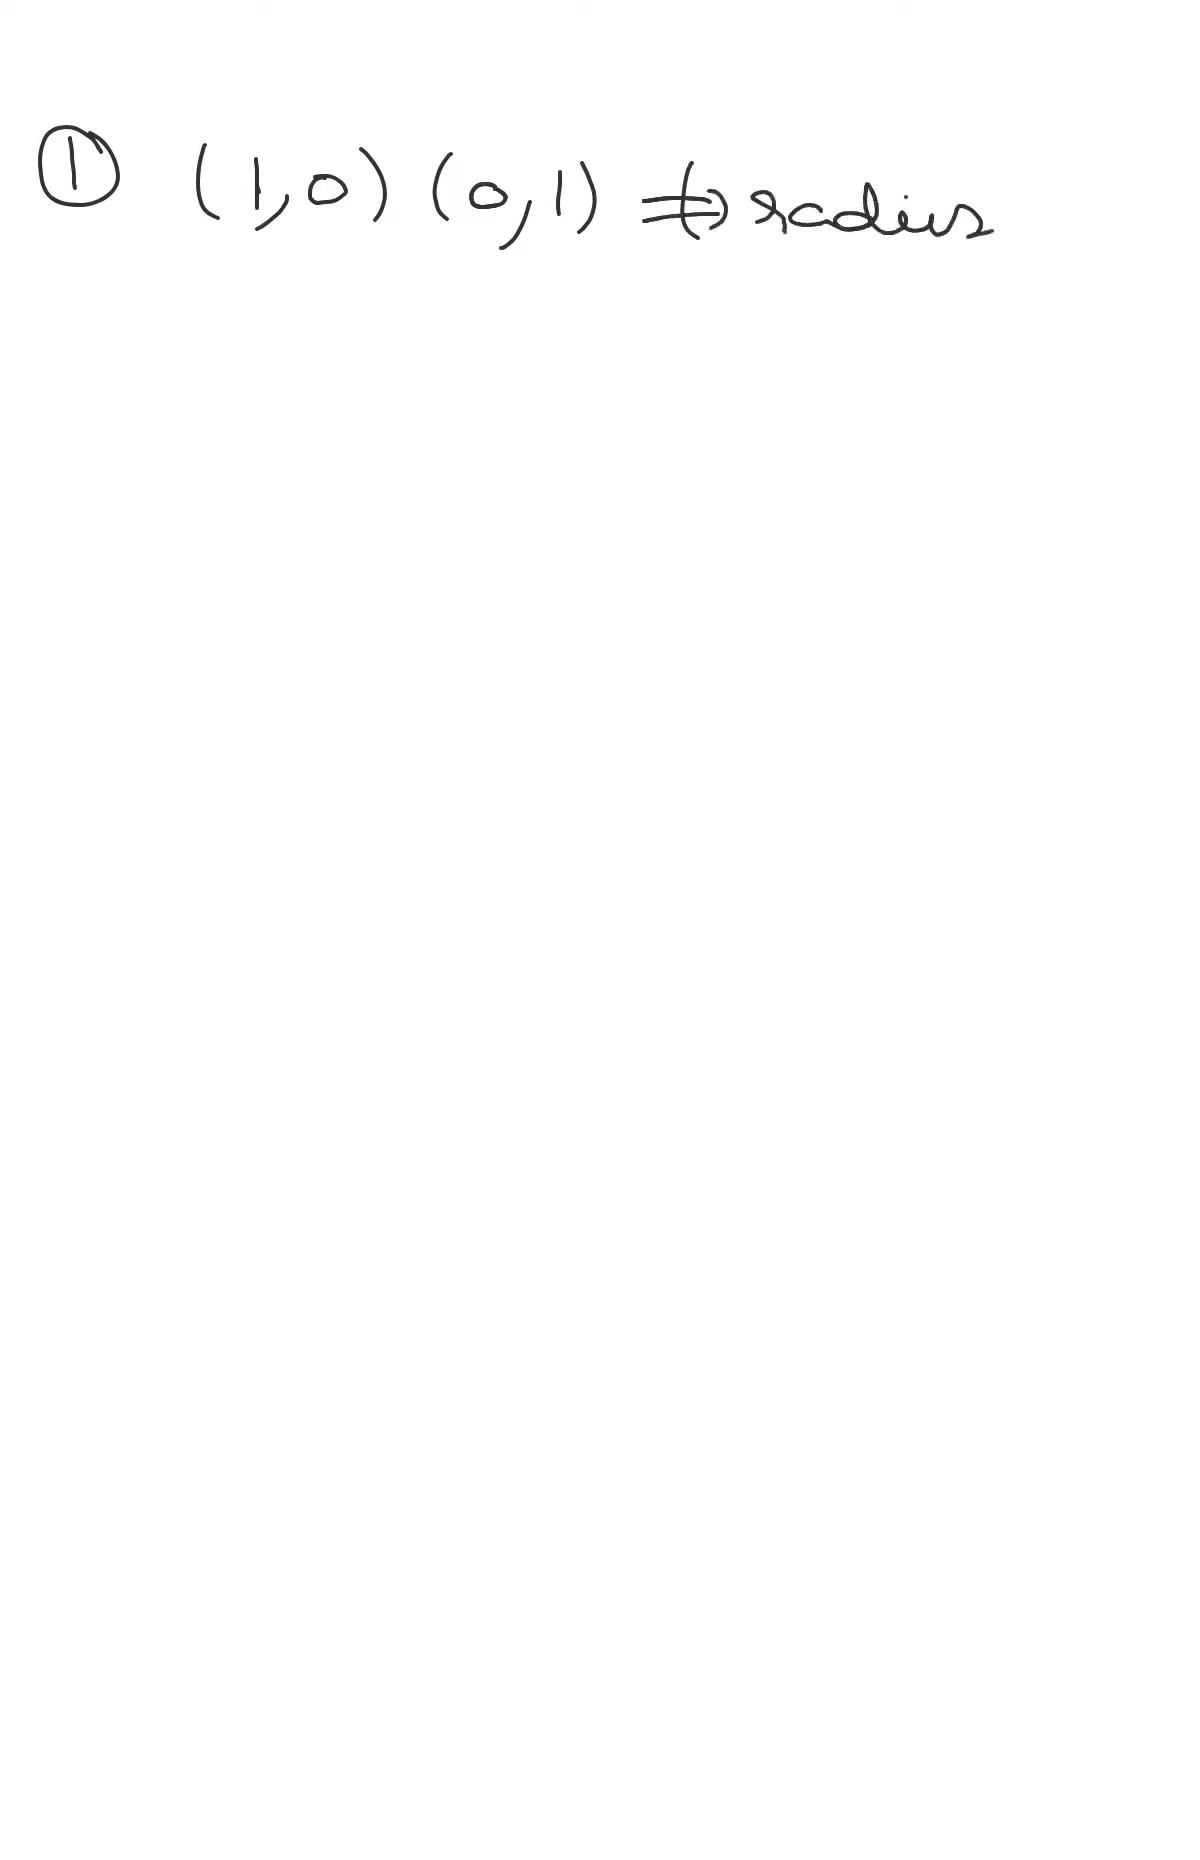 ① (1,0) (0,1) ⇒ radius